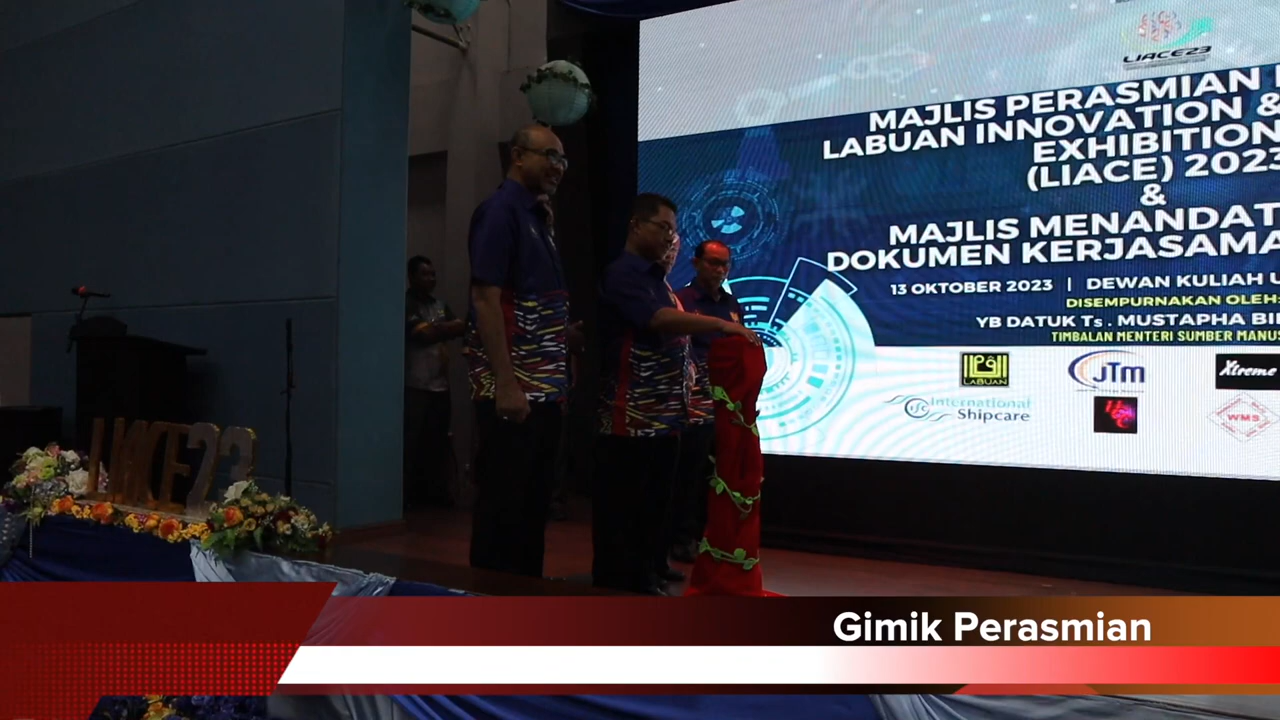 LIACE23
MAJLIS PERASMIAN
LABUAN INNOVATION &
EXHIBITION
(LIACE) 2023
&
MAJLIS MENANDAT
DOKUMEN KERJASAMA
13 OKTOBER 2023 | DEWAN KULIAH U
DISEMPURNAKAN OLEH:
YB DATUK Ts. MUSTAPHA BI
TIMBALAN MENTERI SUMBER MANUS
LABUAN
JTm
Xtreme
International
Shipcare
WMS
LIACE23
Gimik Perasmian